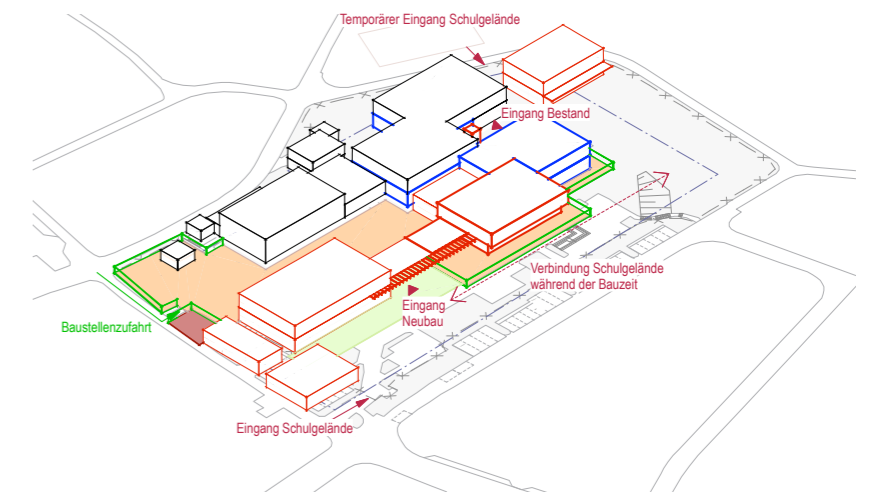 Temporärer Eingang Schulgelände
Eingang Bestand
Verbindung Schulgelände
während der Bauzeit
Eingang
Neubau
Baustellenzufahrt
Eingang Schulgelände